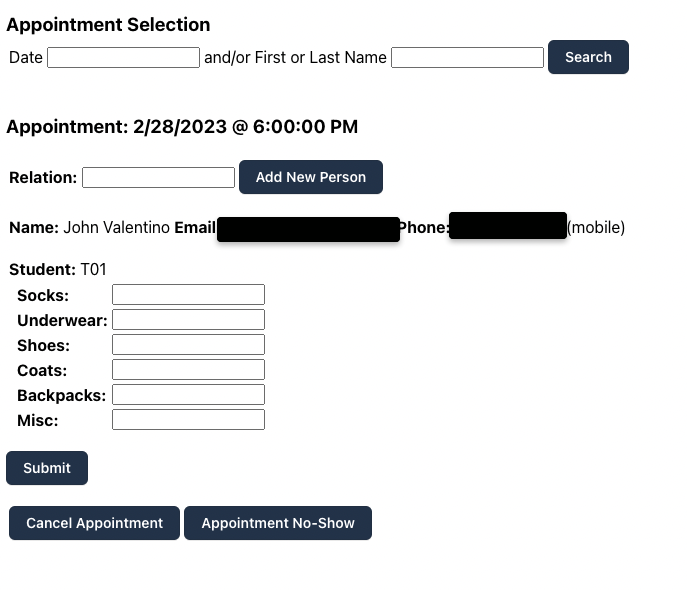 Appointment Selection
Date and/or First or Last Name Search
Appointment: 2/28/2023 @ 6:00:00 PM
Relation: Add New Person
Name: John Valentino Email Phone: (mobile)
Student: T01
Socks:
Underwear:
Shoes:
Coats:
Backpacks:
Misc:
Submit
Cancel Appointment Appointment No-Show